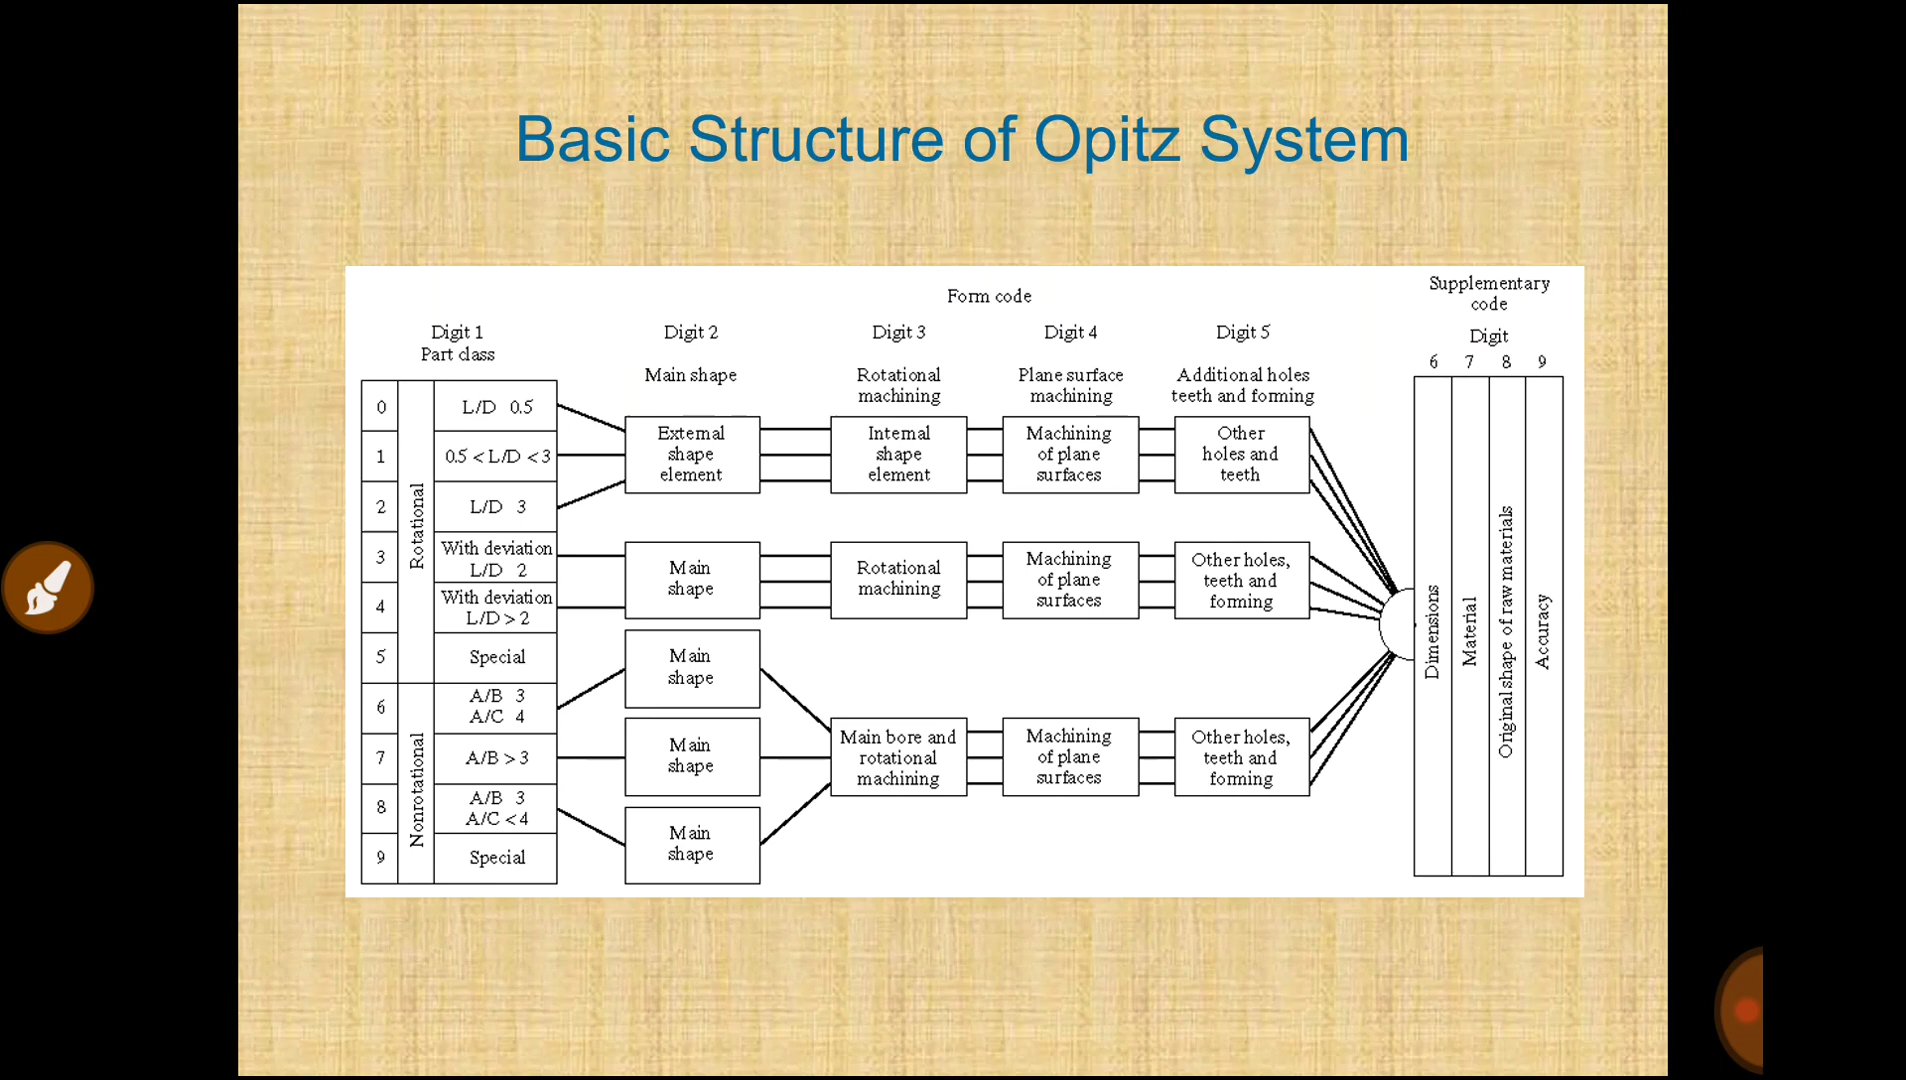 Basic Structure of Opitz System
Form code
Supplementary
code
Digit 1
Part class
Digit 2
Main shape
Digit 3
Rotational
machining
Digit 4
Plane surface
machining
Digit 5
Additional holes
teeth and forming
Digit
6 7 8 9
Rotational
0 L/D 0.5
1 0.5 < L/D < 3
2 L/D 3
3 With deviation
L/D 2
4 With deviation
L/D > 2
5 Special
Nonrotational
6 A/B 3
A/C 4
7 A/B > 3
8 A/B 3
A/C < 4
9 Special
External
shape
element
Internal
shape
element
Machining
of plane
surfaces
Other
holes and
teeth
Main
shape
Rotational
machining
Machining
of plane
surfaces
Other holes,
teeth and
forming
Main
shape
Main
shape
Main
shape
Main bore and
rotational
machining
Machining
of plane
surfaces
Other holes,
teeth and
forming
Dimensions
Material
Original shape of raw materials
Accuracy